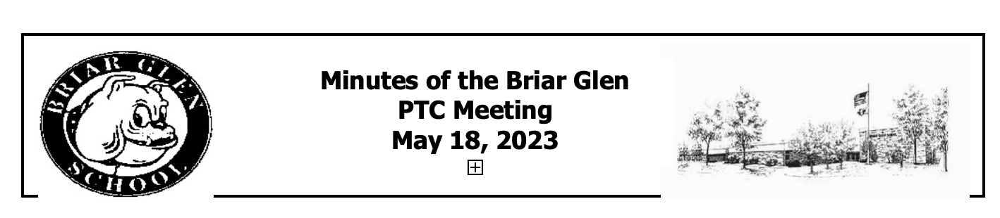 BRIAR GLEN
SCHOOL
Minutes of the Briar Glen
PTC Meeting
May 18, 2023